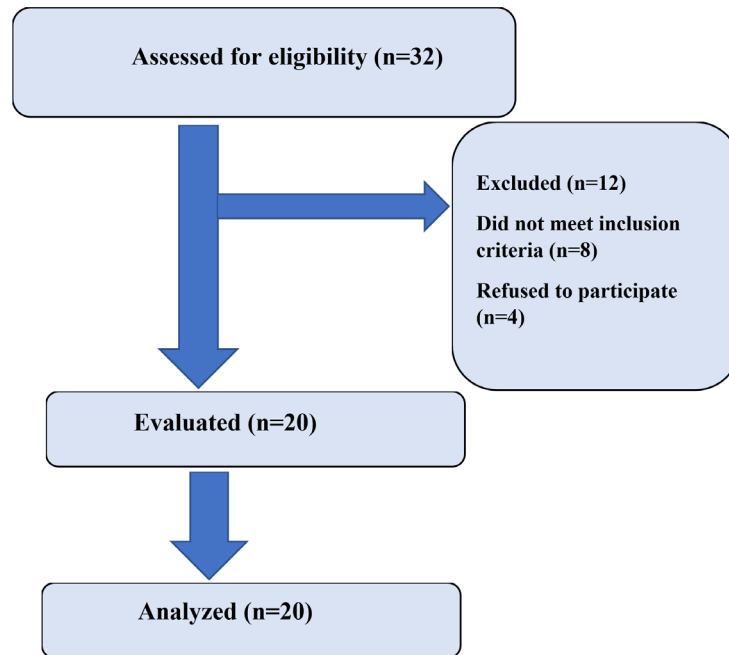 Assessed for eligibility (n=32)
Excluded (n=12)
Did not meet inclusion
criteria (n=8)
Refused to participate
(n=4)
Evaluated (n=20)
Analyzed (n=20)